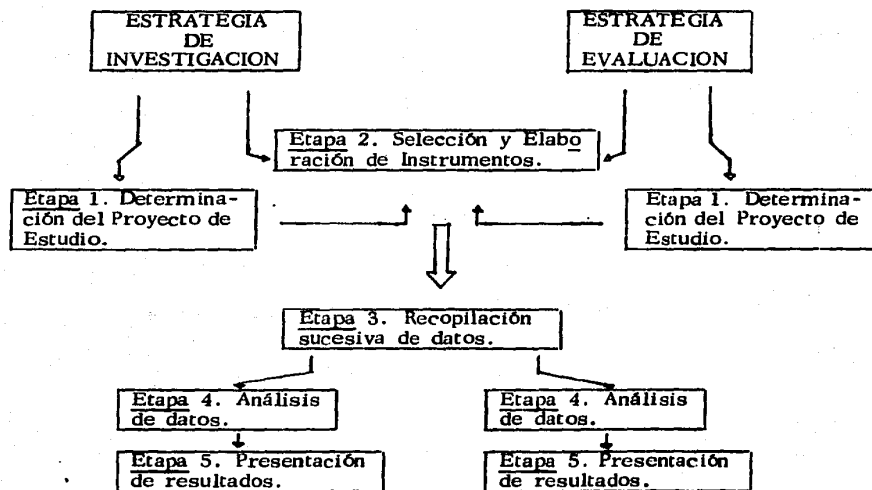 ESTRATEGIA
DE
INVESTIGACION
ESTRATEGIA
DE
EVALUACION
Etapa 2. Selección y Elabo
ración de Instrumentos.
Etapa 1. Determina-
ción del Proyecto de
Estudio.
Etapa 1. Determina-
ción del Proyecto de
Estudio.
Etapa 3. Recopilación
sucesiva de datos.
Etapa 4. Análisis
de datos.
Etapa 4. Análisis
de datos.
Etapa 5. Presentación
de resultados.
Etapa 5. Presentación
de resultados.